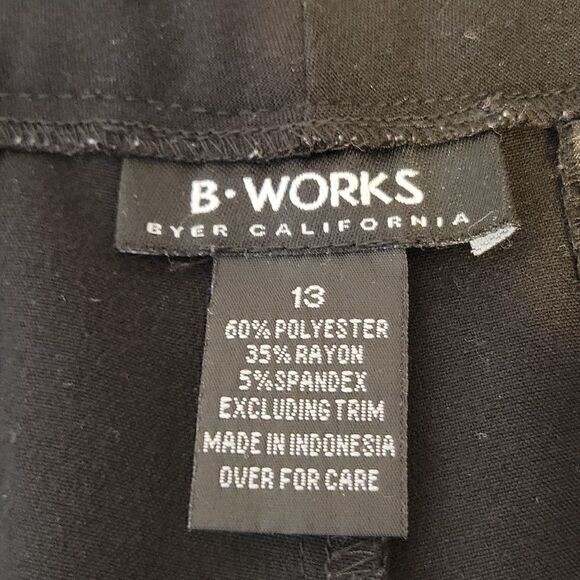 B·WORKS
BYER CALIFORNIA
13
60% POLYESTER
35% RAYON
5% SPANDEX
EXCLUDING TRIM
MADE IN INDONESIA
OVER FOR CARE